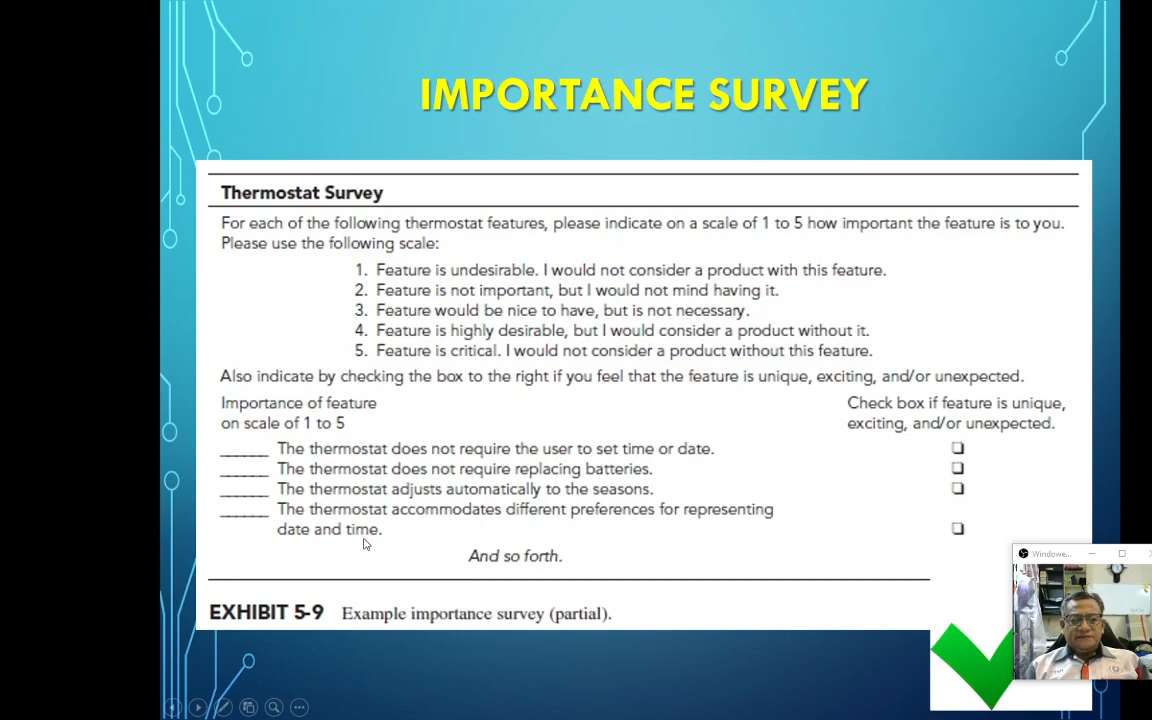 IMPORTANCE SURVEY
Thermostat Survey
For each of the following thermostat features, please indicate on a scale of 1 to 5 how important the feature is to you.
Please use the following scale:
1. Feature is undesirable. I would not consider a product with this feature.
2. Feature is not important, but I would not mind having it.
3. Feature would be nice to have, but is not necessary.
4. Feature is highly desirable, but I would consider a product without it.
5. Feature is critical. I would not consider a product without this feature.
Also indicate by checking the box to the right if you feel that the feature is unique, exciting, and/or unexpected.
Importance of feature
on scale of 1 to 5
Check box if feature is unique,
exciting, and/or unexpected.
______ The thermostat does not require the user to set time or date. ❏
______ The thermostat does not require replacing batteries. ❏
______ The thermostat adjusts automatically to the seasons. ❏
______ The thermostat accommodates different preferences for representing
date and time. ❏
And so forth.
EXHIBIT 5-9 Example importance survey (partial).
Windowe...